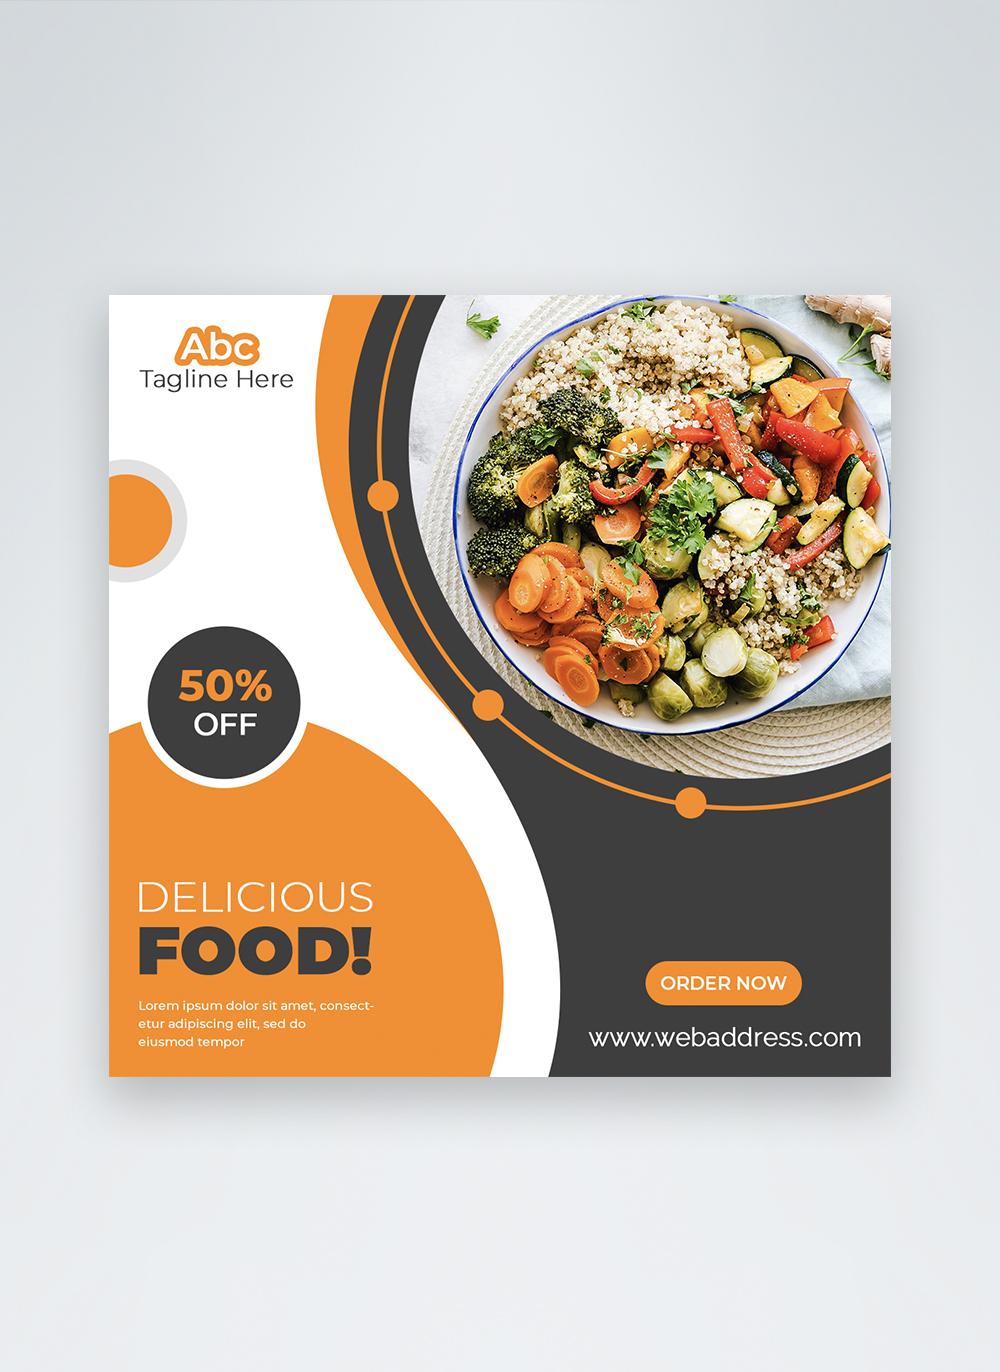 Abc
Tagline Here
50%
OFF
DELICIOUS
FOOD!
Lorem ipsum dolor sit amet, consect-
etur adipiscing elit, sed do
eiusmod tempor
ORDER NOW
www.webaddress.com